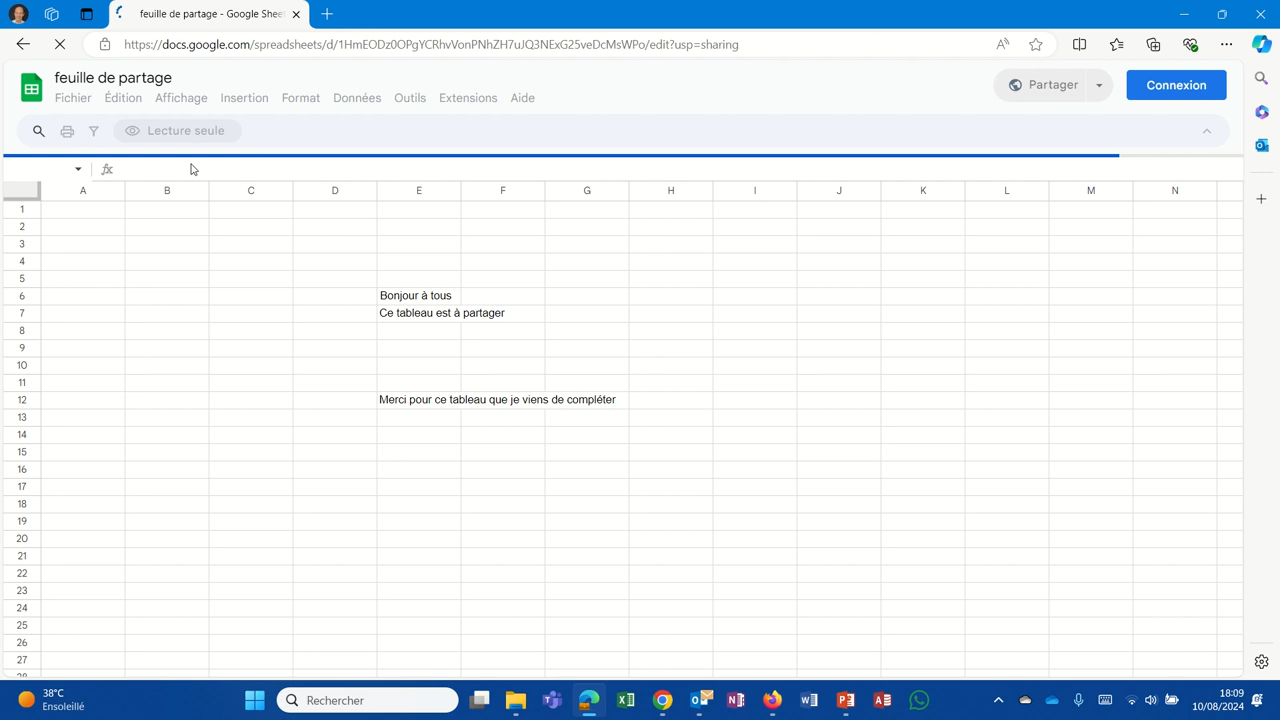 feuille de partage - Google Shee
https://docs.google.com/spreadsheets/d/1HmEODz0OPgYCRhvVonPNhZH7uJQ3NExG25veDcMsWPo/edit?usp=sharing
feuille de partage
Fichier Édition Affichage Insertion Format Données Outils Extensions Aide
Partager
Connexion
Lecture seule
fx
A B C D E F G H I J K L M N
1
2
3
4
5
6 Bonjour à tous
7 Ce tableau est à partager
8
9
10
11
12 Merci pour ce tableau que je viens de compléter
13
14
15
16
17
18
19
20
21
22
23
24
25
26
27
28
38°C
Ensoleillé
Rechercher
18:09
10/08/2024